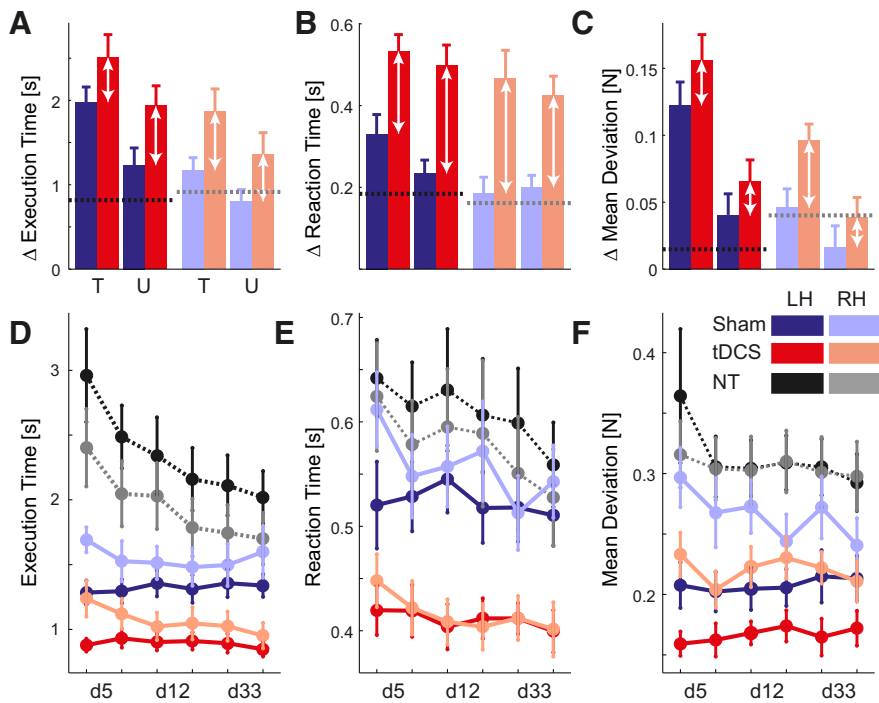 A
B
C
Δ Execution Time [s]
2
1
0
T
U
T
U
Δ Reaction Time [s]
0.6
0.4
0.2
0.0
Δ Mean Deviation [N]
0.15
0.1
0.05
0
LH
RH
Sham
tDCS
NT
D
E
F
Execution Time [s]
3
2
1
d5
d12
d33
Reaction Time [s]
0.7
0.6
0.5
0.4
d5
d12
d33
Mean Deviation [N]
0.4
0.3
0.2
d5
d12
d33